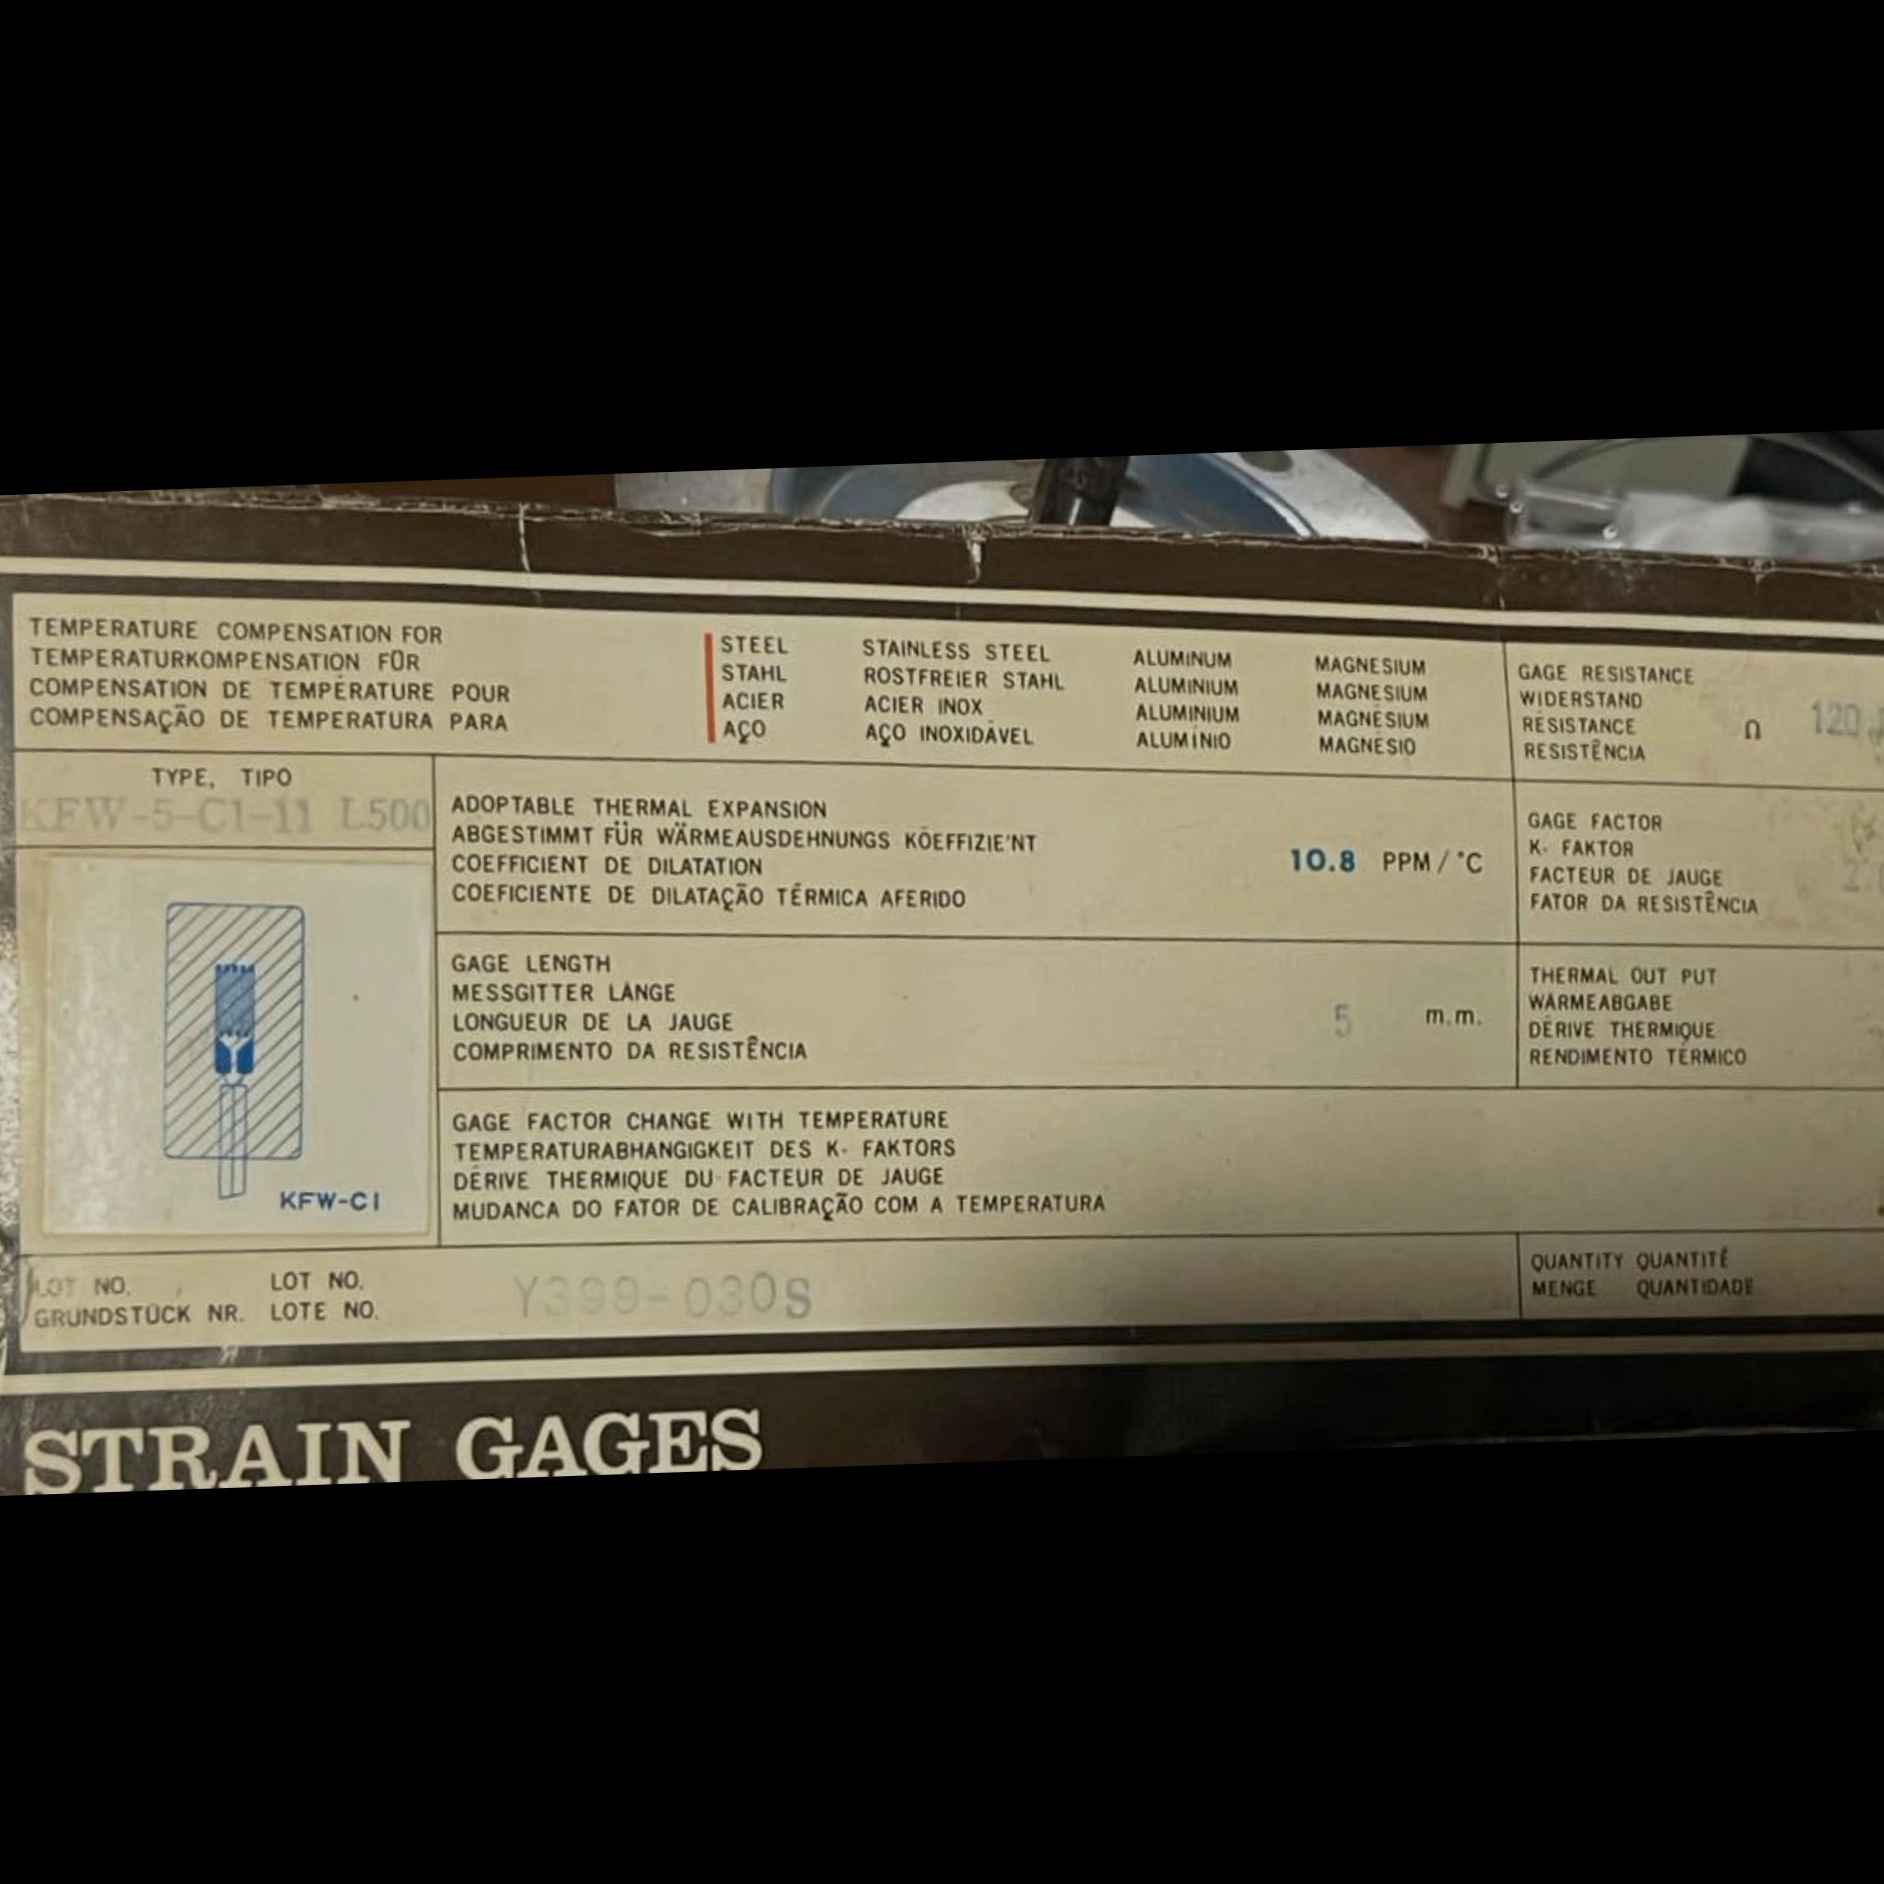 TEMPERATURE COMPENSATION FOR
TEMPERATURKOMPENSATION FÜR
COMPENSATION DE TEMPÉRATURE POUR
COMPENSAÇÃO DE TEMPERATURA PARA
STEEL
STAHL
ACIER
AÇO
STAINLESS STEEL
ROSTFREIER STAHL
ACIER INOX
AÇO INOXIDÁVEL
ALUMINUM
ALUMINIUM
ALUMINIUM
ALUMÍNIO
MAGNESIUM
MAGNESIUM
MAGNÉSIUM
MAGNÉSIO
GAGE RESISTANCE
WIDERSTAND
RÉSISTANCE
RESISTÊNCIA
Ω 120
TYPE, TIPO
KFW-5-C1-11 L500
ADOPTABLE THERMAL EXPANSION
ABGESTIMMT FÜR WÄRMEAUSDEHNUNGS KÖEFFIZIE'NT
COEFFICIENT DE DILATATION
COEFICIENTE DE DILATAÇÃO TÉRMICA AFERIDO
10.8 PPM / °C
GAGE FACTOR
K- FAKTOR
FACTEUR DE JAUGE
FATOR DA RESISTÊNCIA
KFW-C1
GAGE LENGTH
MESSGITTER LÄNGE
LONGUEUR DE LA JAUGE
COMPRIMENTO DA RESISTÊNCIA
5 m.m.
THERMAL OUT PUT
WÄRMEABGABE
DÉRIVE THERMIQUE
RENDIMENTO TÉRMICO
GAGE FACTOR CHANGE WITH TEMPERATURE
TEMPERATURABHANGIGKEIT DES K- FAKTORS
DÉRIVE THERMIQUE DU FACTEUR DE JAUGE
MUDANCA DO FATOR DE CALIBRAÇÃO COM A TEMPERATURA
LOT NO. LOT NO.
GRUNDSTÜCK NR. LOTE NO.
Y399-030S
QUANTITY QUANTITÉ
MENGE QUANTIDADE
STRAIN GAGES